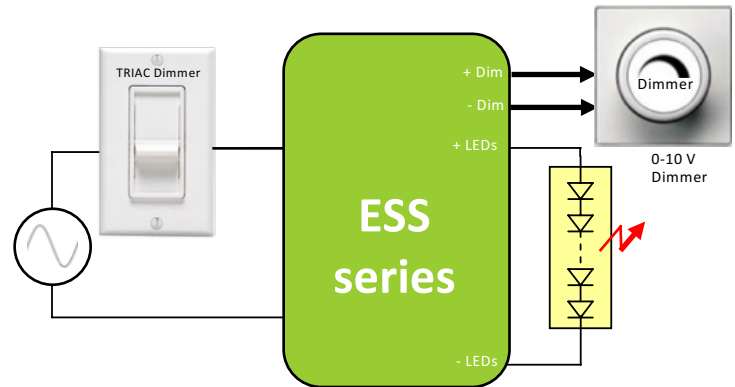 TRIAC Dimmer
+ Dim
- Dim
+ LEDs
Dimmer
0-10 V
Dimmer
ESS
series
- LEDs